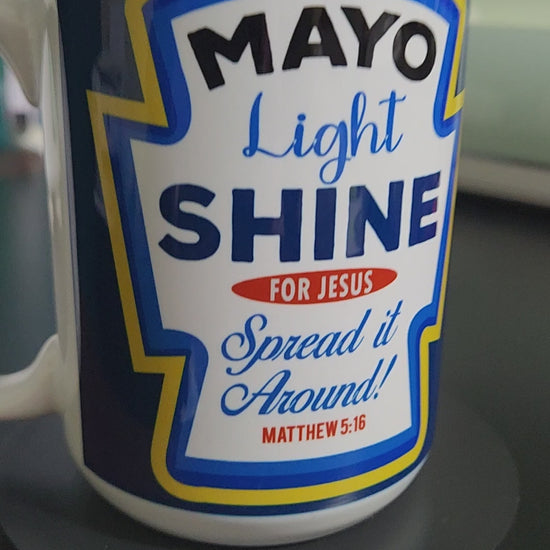 MAYO
Light
SHINE
FOR JESUS
Spread it
Around!
MATTHEW 5:16